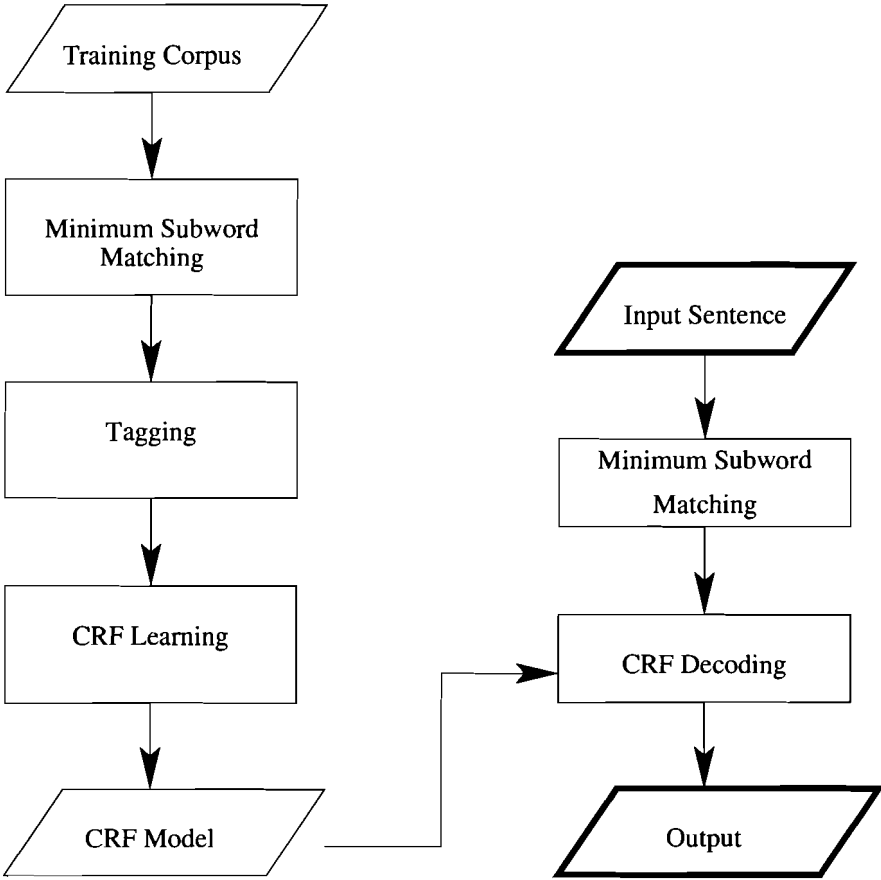 Training Corpus
Minimum Subword
Matching
Tagging
CRF Learning
CRF Model
Input Sentence
Minimum Subword
Matching
CRF Decoding
Output